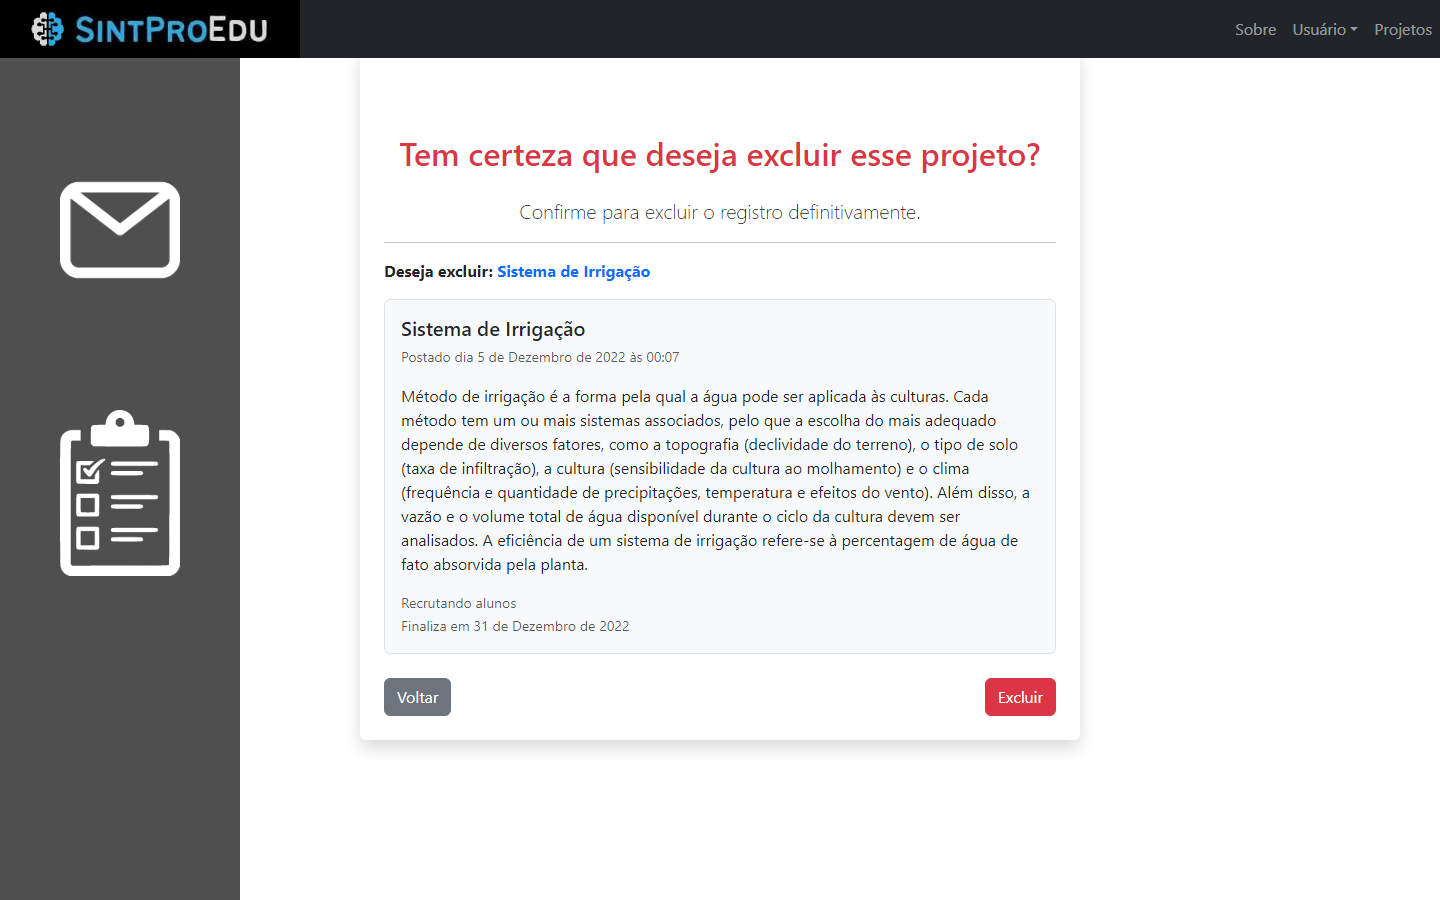 SINTPROEDU
Sobre Usuário Projetos
Tem certeza que deseja excluir esse projeto?
Confirme para excluir o registro definitivamente.
Deseja excluir: Sistema de Irrigação
Sistema de Irrigação
Postado dia 5 de Dezembro de 2022 às 00:07
Método de irrigação é a forma pela qual a água pode ser aplicada às culturas. Cada
método tem um ou mais sistemas associados, pelo que a escolha do mais adequado
depende de diversos fatores, como a topografia (declividade do terreno), o tipo de solo
(taxa de infiltração), a cultura (sensibilidade da cultura ao molhamento) e o clima
(frequência e quantidade de precipitações, temperatura e efeitos do vento). Além disso, a
vazão e o volume total de água disponível durante o ciclo da cultura devem ser
analisados. A eficiência de um sistema de irrigação refere-se à percentagem de água de
fato absorvida pela planta.
Recrutando alunos
Finaliza em 31 de Dezembro de 2022
Voltar Excluir